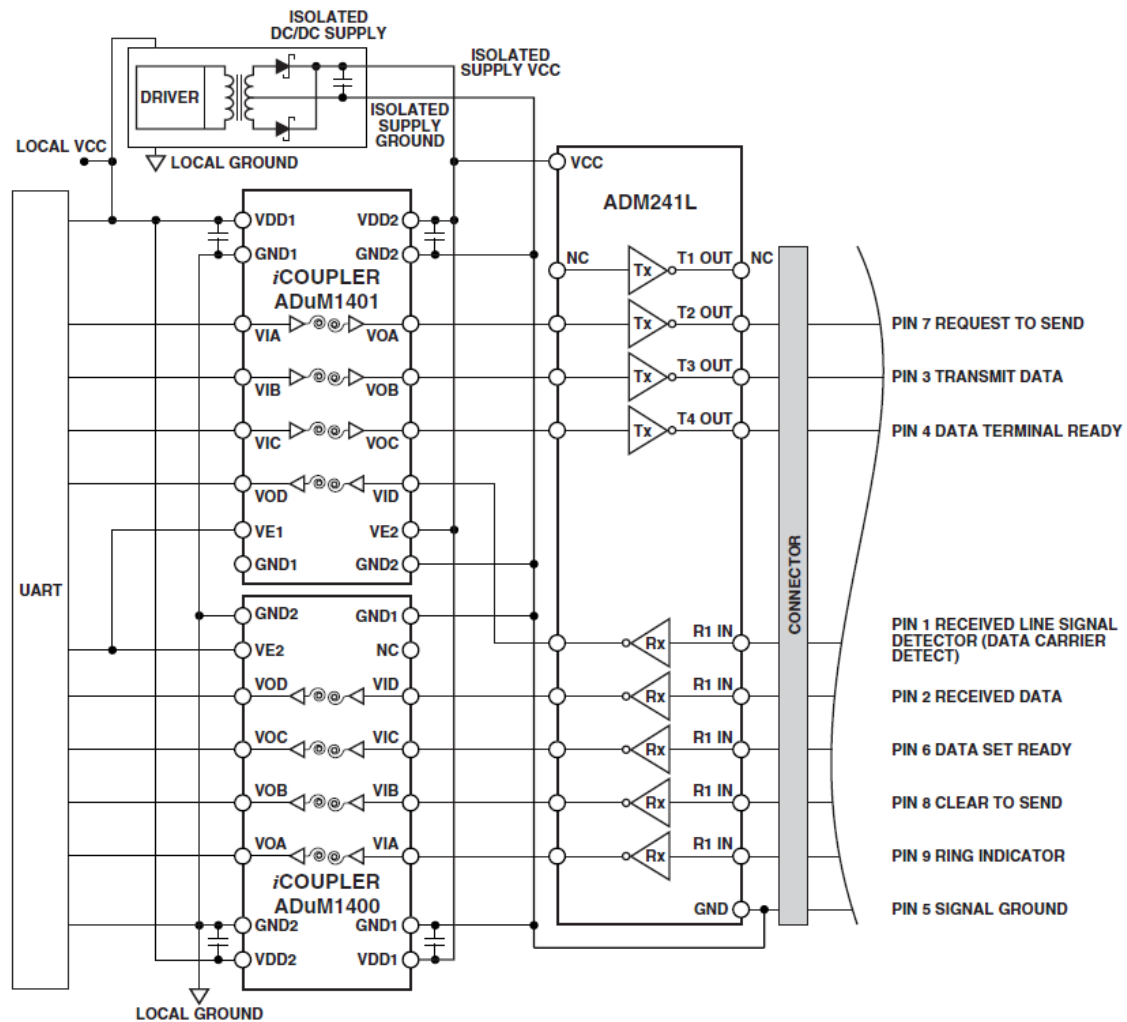 ISOLATED
DC/DC SUPPLY
ISOLATED
SUPPLY VCC
DRIVER
ISOLATED
SUPPLY
GROUND
LOCAL VCC
LOCAL GROUND
VCC
ADM241L
VDD1 VDD2
GND1 GND2
iCOUPLER
ADuM1401
NC Tx T1 OUT NC
VIA VOA Tx T2 OUT PIN 7 REQUEST TO SEND
VIB VOB Tx T3 OUT PIN 3 TRANSMIT DATA
VIC VOC Tx T4 OUT PIN 4 DATA TERMINAL READY
VOD VID
VE1 VE2
GND1 GND2
UART
CONNECTOR
GND2 GND1
VE2 NC
Rx R1 IN PIN 1 RECEIVED LINE SIGNAL
DETECTOR (DATA CARRIER
DETECT)
VOD VID Rx R1 IN PIN 2 RECEIVED DATA
VOC VIC Rx R1 IN PIN 6 DATA SET READY
VOB VIB Rx R1 IN PIN 8 CLEAR TO SEND
VOA VIA Rx R1 IN PIN 9 RING INDICATOR
iCOUPLER
ADuM1400
GND PIN 5 SIGNAL GROUND
GND2 GND1
VDD2 VDD1
LOCAL GROUND